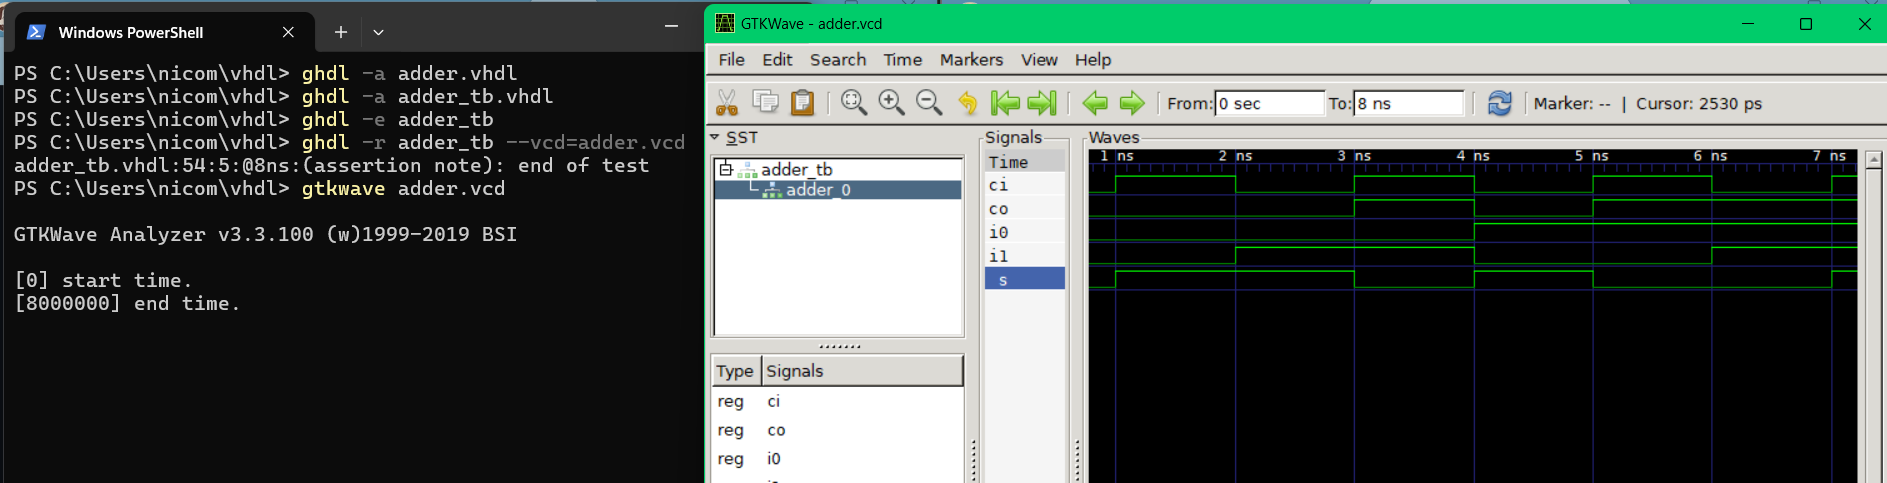 Windows PowerShell
PS C:\Users\nicom\vhdl> ghdl -a adder.vhdl
PS C:\Users\nicom\vhdl> ghdl -a adder_tb.vhdl
PS C:\Users\nicom\vhdl> ghdl -e adder_tb
PS C:\Users\nicom\vhdl> ghdl -r adder_tb --vcd=adder.vcd
adder_tb.vhdl:54:5:@8ns:(assertion note): end of test
PS C:\Users\nicom\vhdl> gtkwave adder.vcd
GTKWave Analyzer v3.3.100 (w)1999-2019 BSI
[0] start time.
[8000000] end time.
GTKWave - adder.vcd
File Edit Search Time Markers View Help
From: 0 sec To: 8 ns Marker: -- | Cursor: 2530 ps
SST
adder_tb
adder_0
Type Signals
reg ci
reg co
reg i0
Signals
Time
ci
co
i0
i1
s
Waves
1 ns 2 ns 3 ns 4 ns 5 ns 6 ns 7 ns